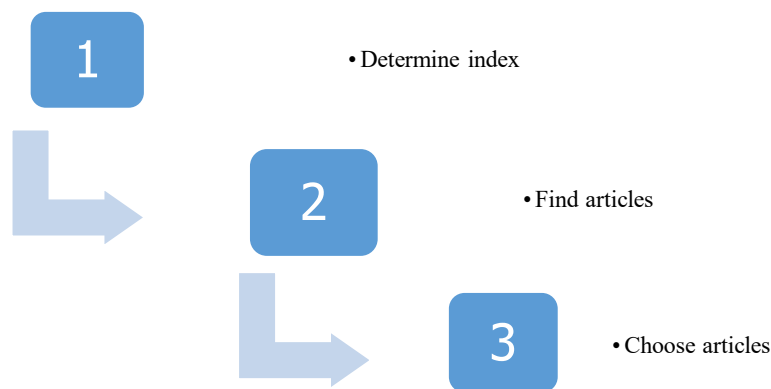 1
• Determine index
2
• Find articles
3
• Choose articles